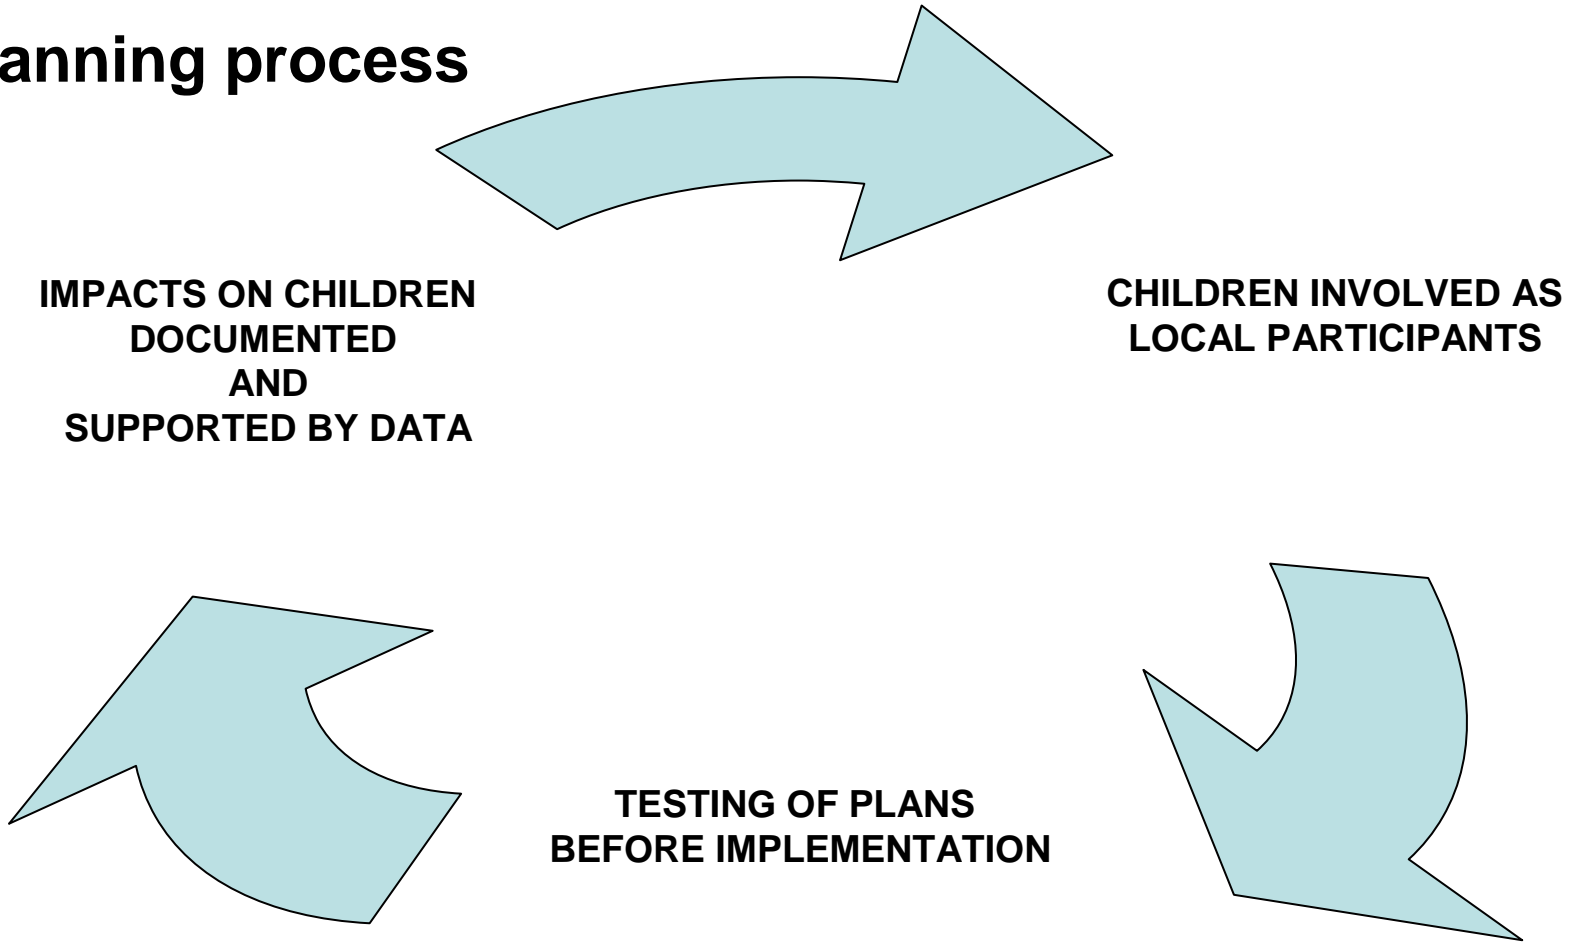 anning process
IMPACTS ON CHILDREN
DOCUMENTED
AND
SUPPORTED BY DATA
CHILDREN INVOLVED AS
LOCAL PARTICIPANTS
TESTING OF PLANS
BEFORE IMPLEMENTATION